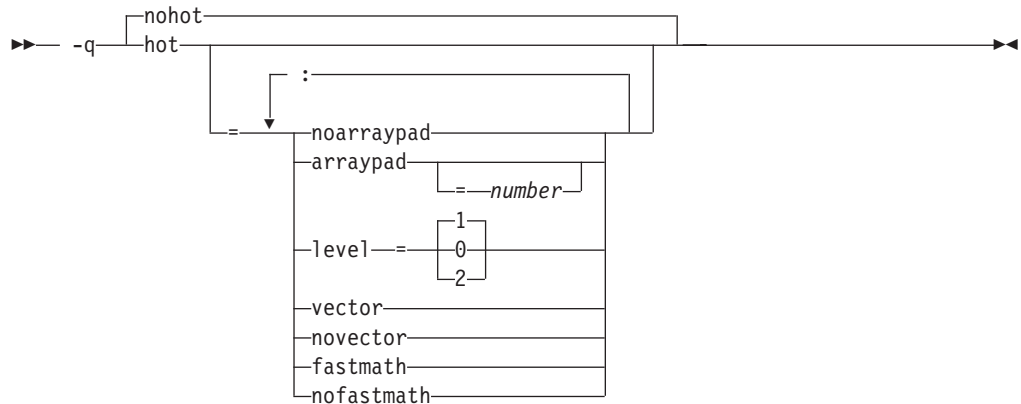 nohot
-q hot
:
= noarraypad
arraypad
= number
1
level = 0
2
vector
novector
fastmath
nofastmath